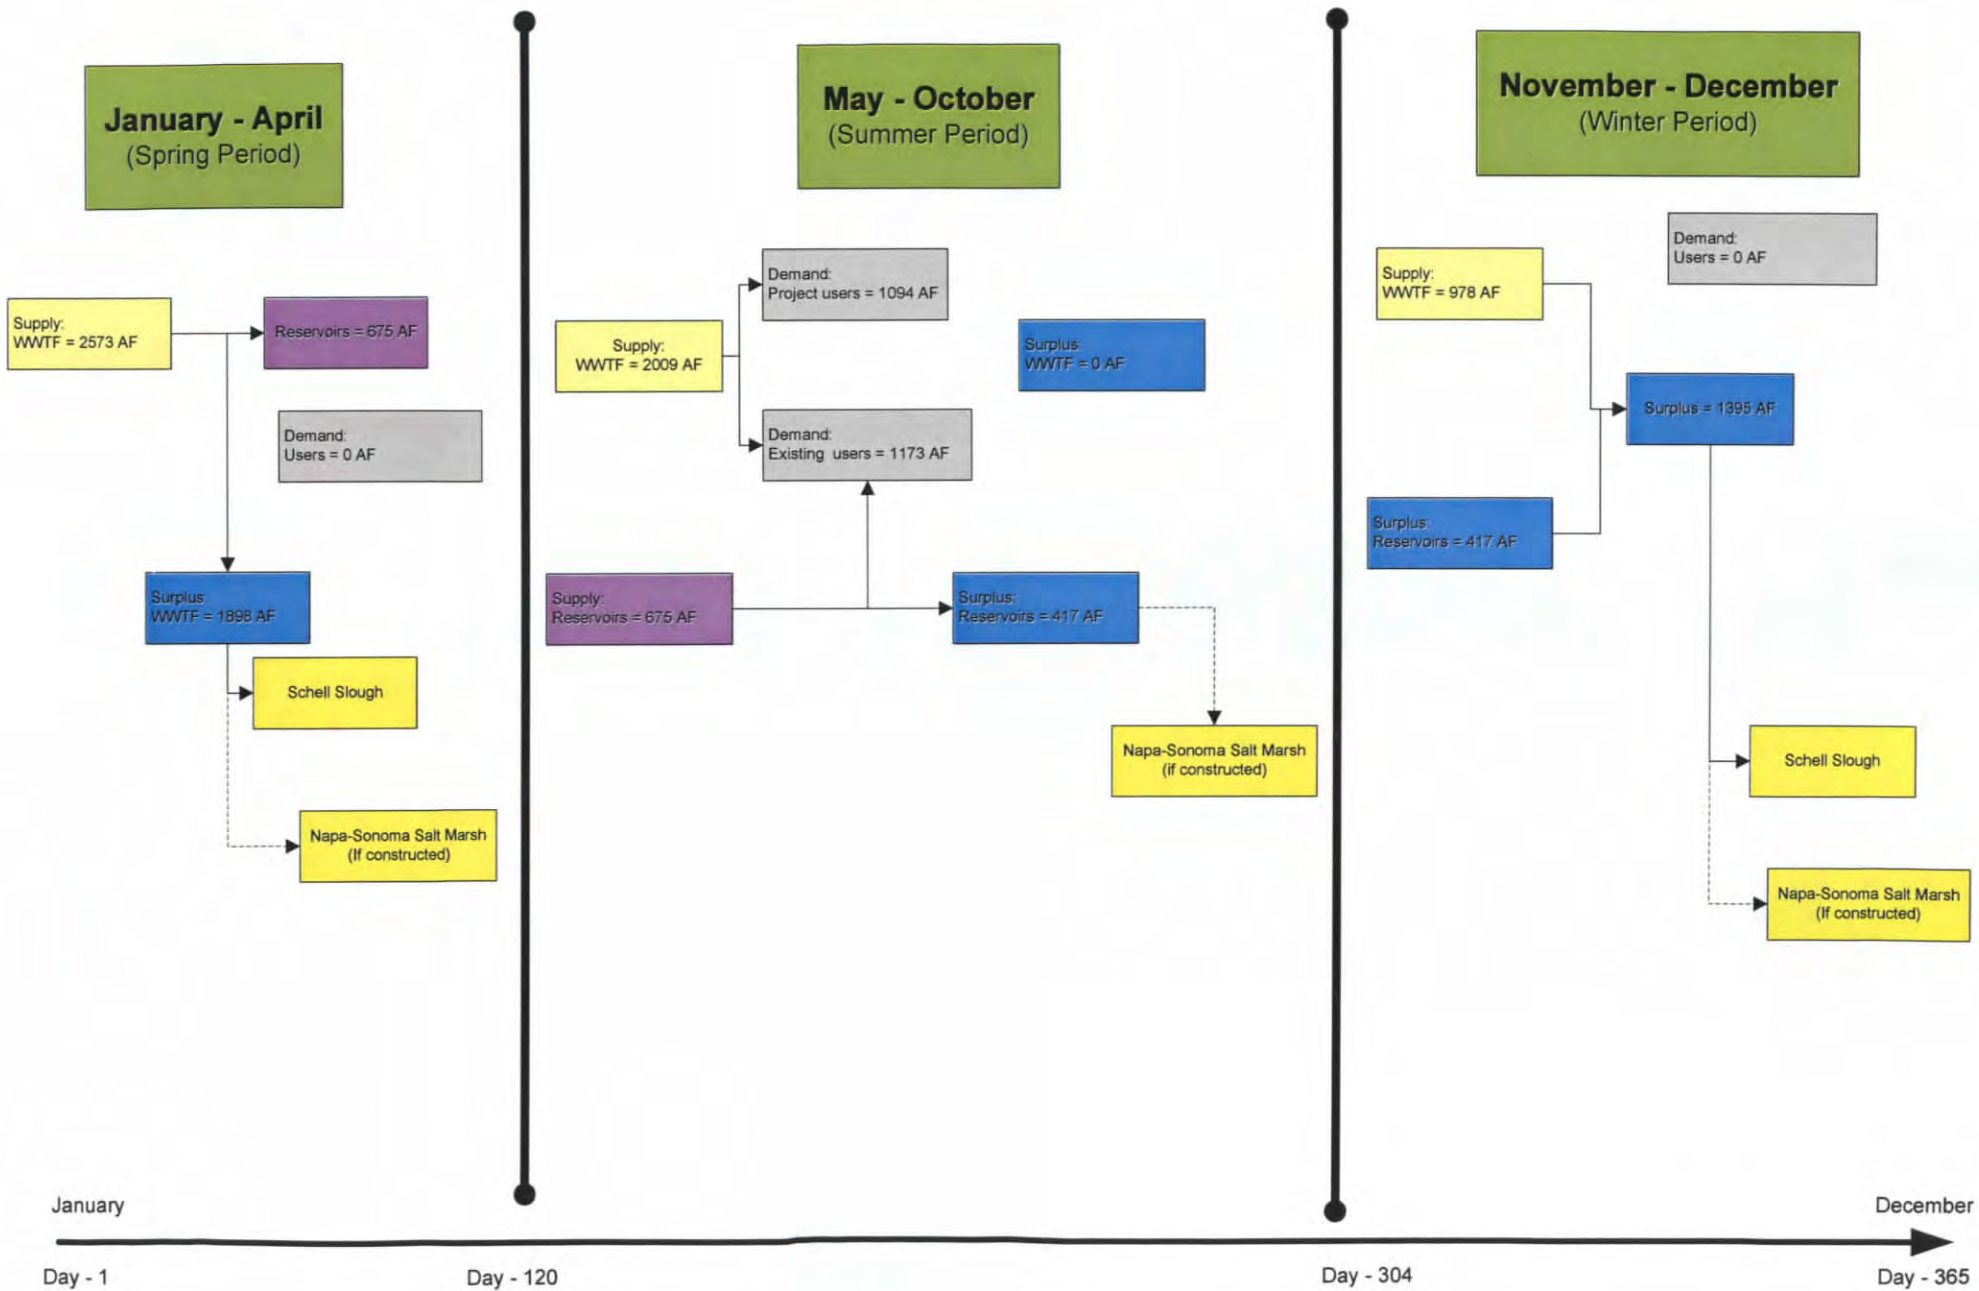 January - April
(Spring Period)
Supply:
WWTF = 2573 AF
Reservoirs = 675 AF
Demand:
Users = 0 AF
Surplus:
WWTF = 1898 AF
Schell Slough
Napa-Sonoma Salt Marsh
(If constructed)
May - October
(Summer Period)
Demand:
Project users = 1094 AF
Supply:
WWTF = 2009 AF
Surplus:
WWTF = 0 AF
Demand:
Existing users = 1173 AF
Supply:
Reservoirs = 675 AF
Surplus:
Reservoirs = 417 AF
Napa-Sonoma Salt Marsh
(if constructed)
November - December
(Winter Period)
Demand:
Users = 0 AF
Supply:
WWTF = 978 AF
Surplus = 1395 AF
Surplus:
Reservoirs = 417 AF
Schell Slough
Napa-Sonoma Salt Marsh
(If constructed)
January
December
Day - 1
Day - 120
Day - 304
Day - 365